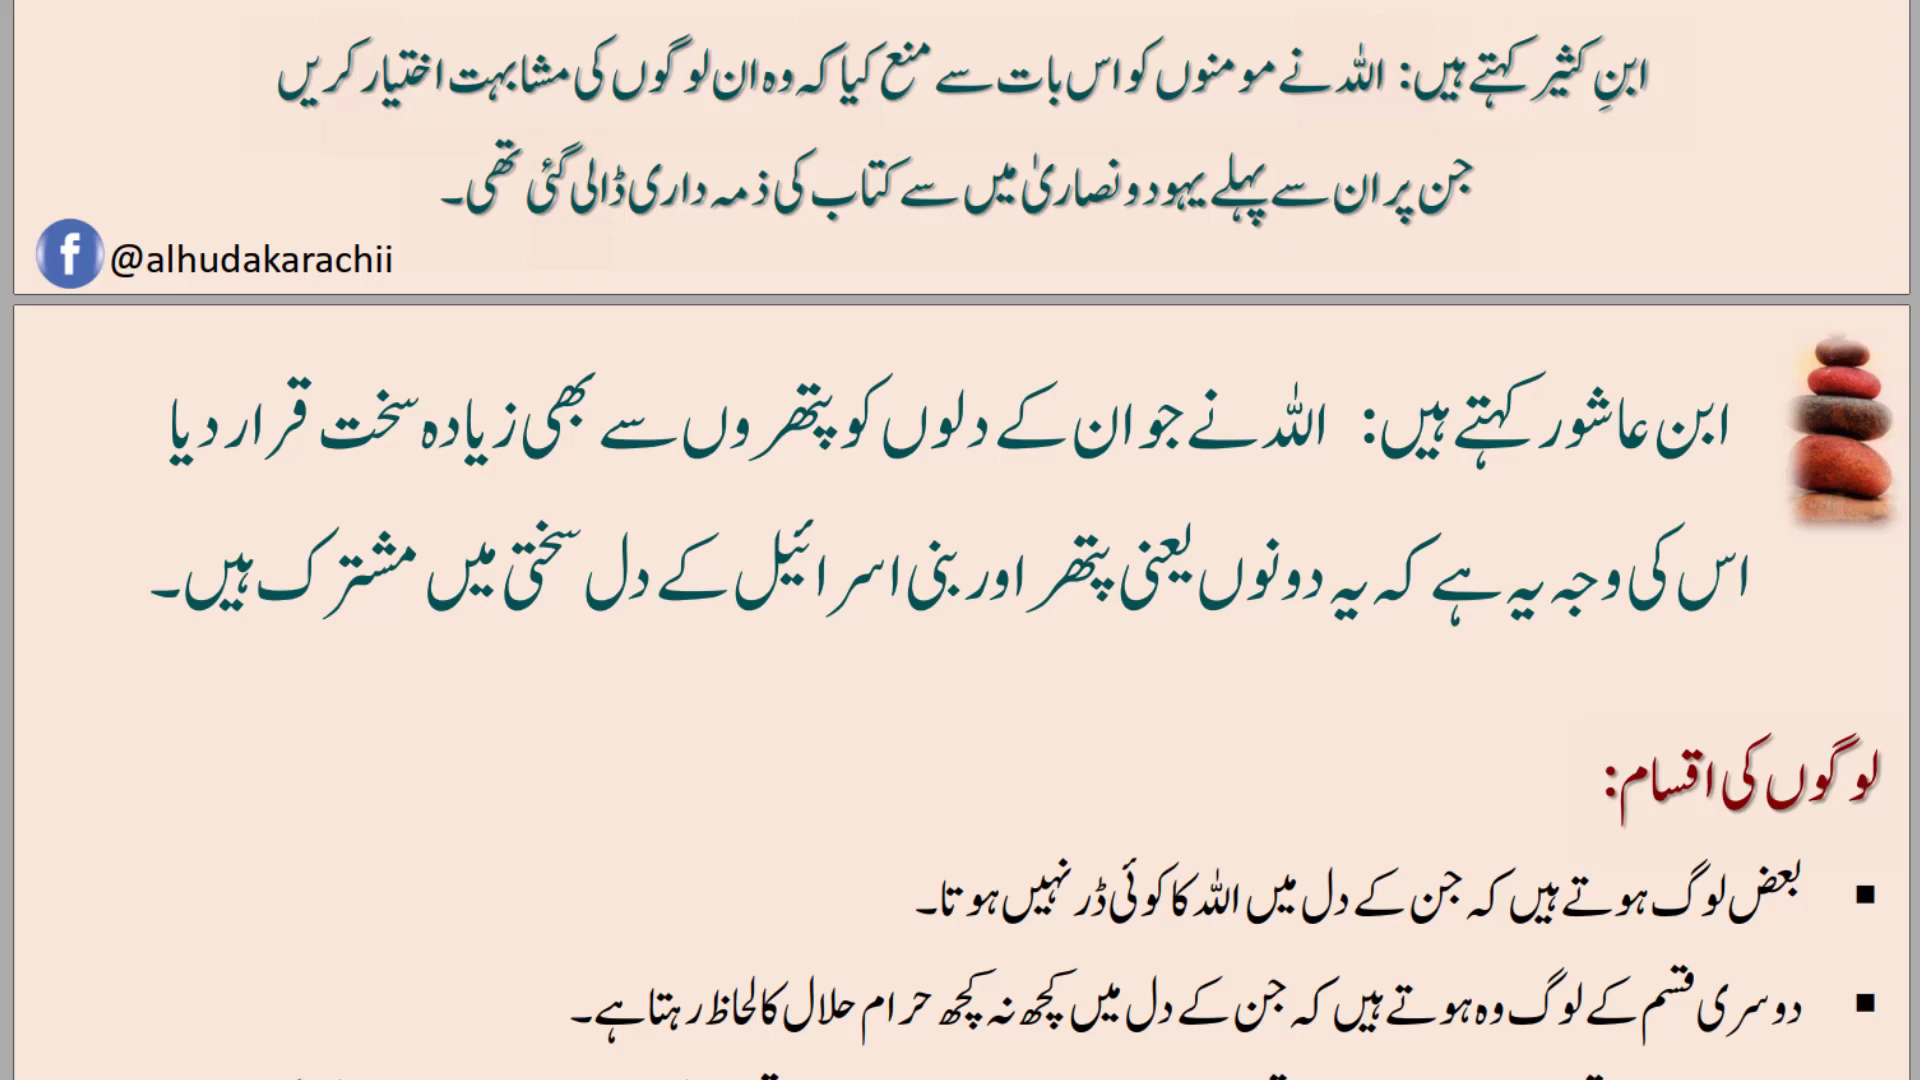 ابنِ کثیر کہتے ہیں: اللہ نے مومنوں کو اس بات سے منع کیا کہ وہ ان لوگوں کی مشابہت اختیار کریں
جن پر ان سے پہلے یہود و نصاریٰ میں سے کتاب کی ذمہ داری ڈالی گئی تھی۔
@alhudakarachii
ابن عاشور کہتے ہیں: اللہ نے جو ان کے دلوں کو پتھروں سے بھی زیادہ سخت قرار دیا
اس کی وجہ یہ ہے کہ یہ دونوں یعنی پتھر اور بنی اسرائیل کے دل سختی میں مشترک ہیں۔
لوگوں کی اقسام:
▪ بعض لوگ ہوتے ہیں کہ جن کے دل میں اللہ کا کوئی ڈر نہیں ہوتا۔
▪ دوسری قسم کے لوگ وہ ہوتے ہیں کہ جن کے دل میں کچھ نہ کچھ حرام حلال کا لحاظ رہتا ہے۔